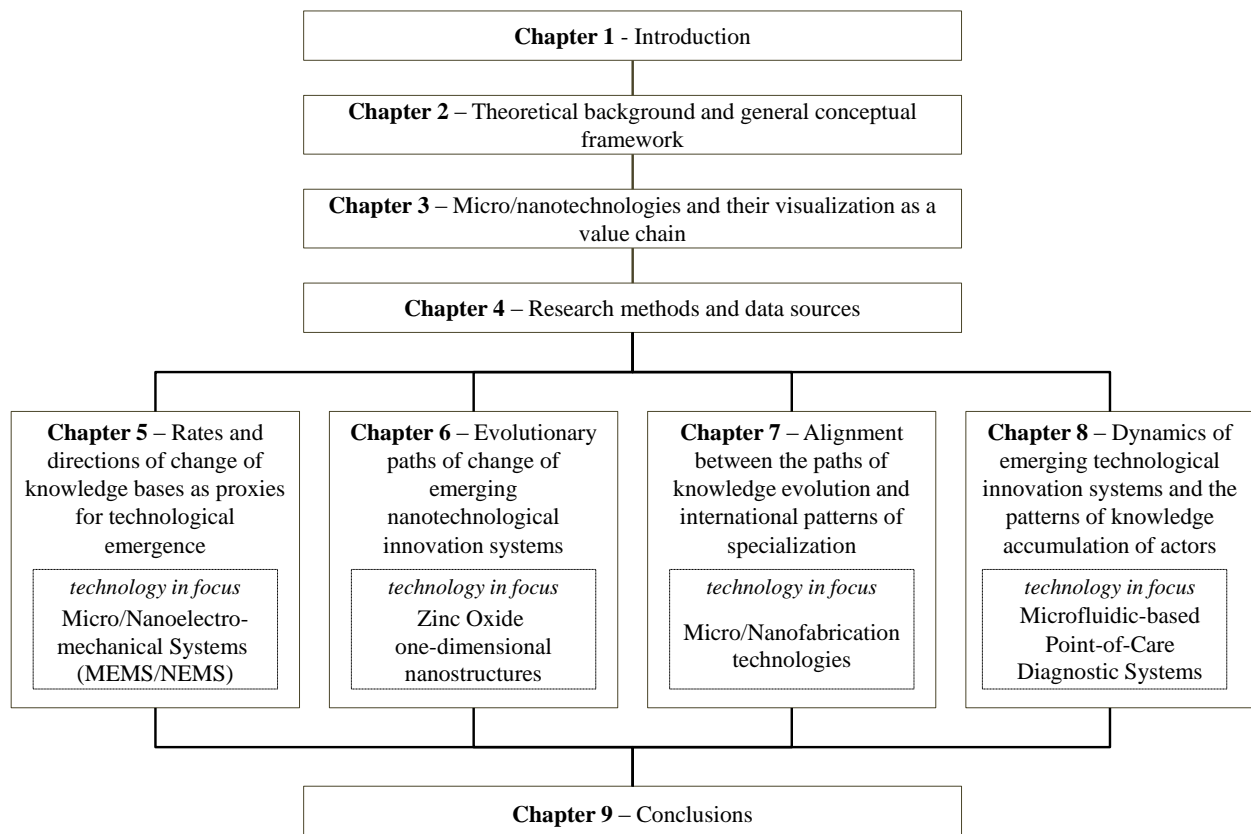 Chapter 1 - Introduction
Chapter 2 – Theoretical background and general conceptual
framework
Chapter 3 – Micro/nanotechnologies and their visualization as a
value chain
Chapter 4 – Research methods and data sources
Chapter 5 – Rates and
directions of change of
knowledge bases as proxies
for technological
emergence
technology in focus
Micro/Nanoelectro-
mechanical Systems
(MEMS/NEMS)
Chapter 6 – Evolutionary
paths of change of
emerging
nanotechnological
innovation systems
technology in focus
Zinc Oxide
one-dimensional
nanostructures
Chapter 7 – Alignment
between the paths of
knowledge evolution and
international patterns of
specialization
technology in focus
Micro/Nanofabrication
technologies
Chapter 8 – Dynamics of
emerging technological
innovation systems and the
patterns of knowledge
accumulation of actors
technology in focus
Microfluidic-based
Point-of-Care
Diagnostic Systems
Chapter 9 – Conclusions